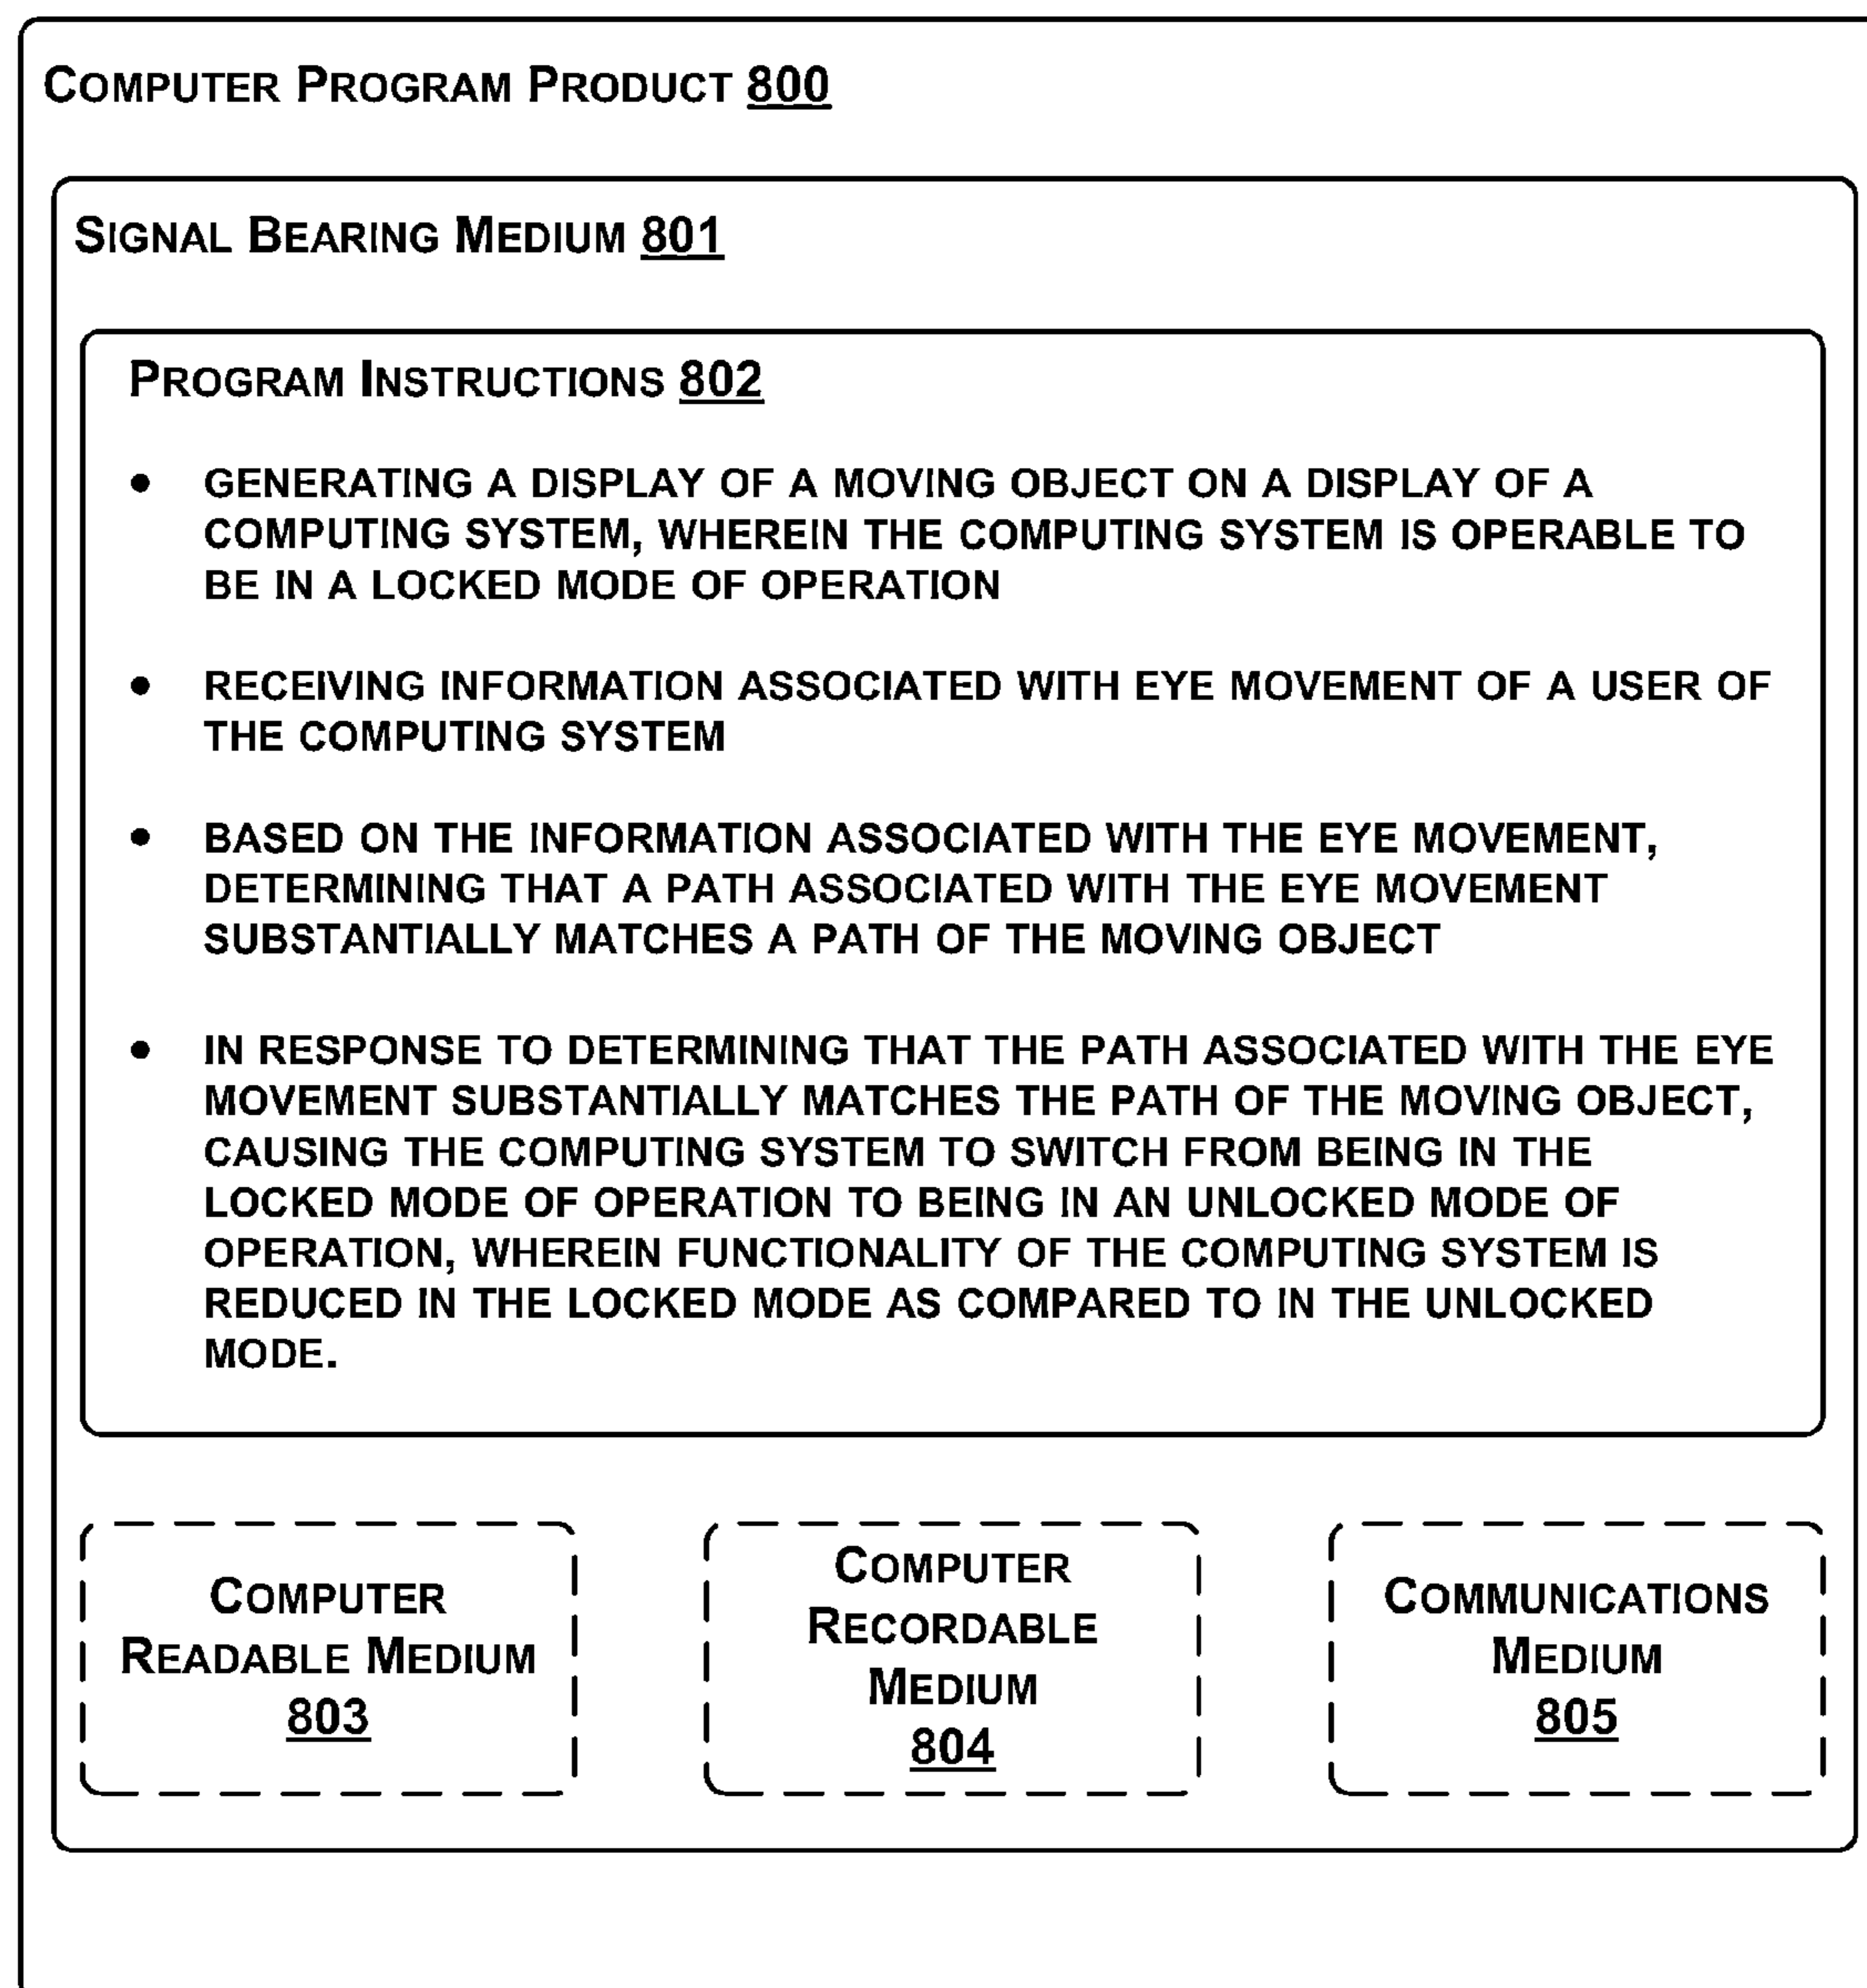 COMPUTER PROGRAM PRODUCT 800
SIGNAL BEARING MEDIUM 801
PROGRAM INSTRUCTIONS 802
• GENERATING A DISPLAY OF A MOVING OBJECT ON A DISPLAY OF A
COMPUTING SYSTEM, WHEREIN THE COMPUTING SYSTEM IS OPERABLE TO
BE IN A LOCKED MODE OF OPERATION
• RECEIVING INFORMATION ASSOCIATED WITH EYE MOVEMENT OF A USER OF
THE COMPUTING SYSTEM
• BASED ON THE INFORMATION ASSOCIATED WITH THE EYE MOVEMENT,
DETERMINING THAT A PATH ASSOCIATED WITH THE EYE MOVEMENT
SUBSTANTIALLY MATCHES A PATH OF THE MOVING OBJECT
• IN RESPONSE TO DETERMINING THAT THE PATH ASSOCIATED WITH THE EYE
MOVEMENT SUBSTANTIALLY MATCHES THE PATH OF THE MOVING OBJECT,
CAUSING THE COMPUTING SYSTEM TO SWITCH FROM BEING IN THE
LOCKED MODE OF OPERATION TO BEING IN AN UNLOCKED MODE OF
OPERATION, WHEREIN FUNCTIONALITY OF THE COMPUTING SYSTEM IS
REDUCED IN THE LOCKED MODE AS COMPARED TO IN THE UNLOCKED
MODE.
COMPUTER
READABLE MEDIUM
803
COMPUTER
RECORDABLE
MEDIUM
804
COMMUNICATIONS
MEDIUM
805